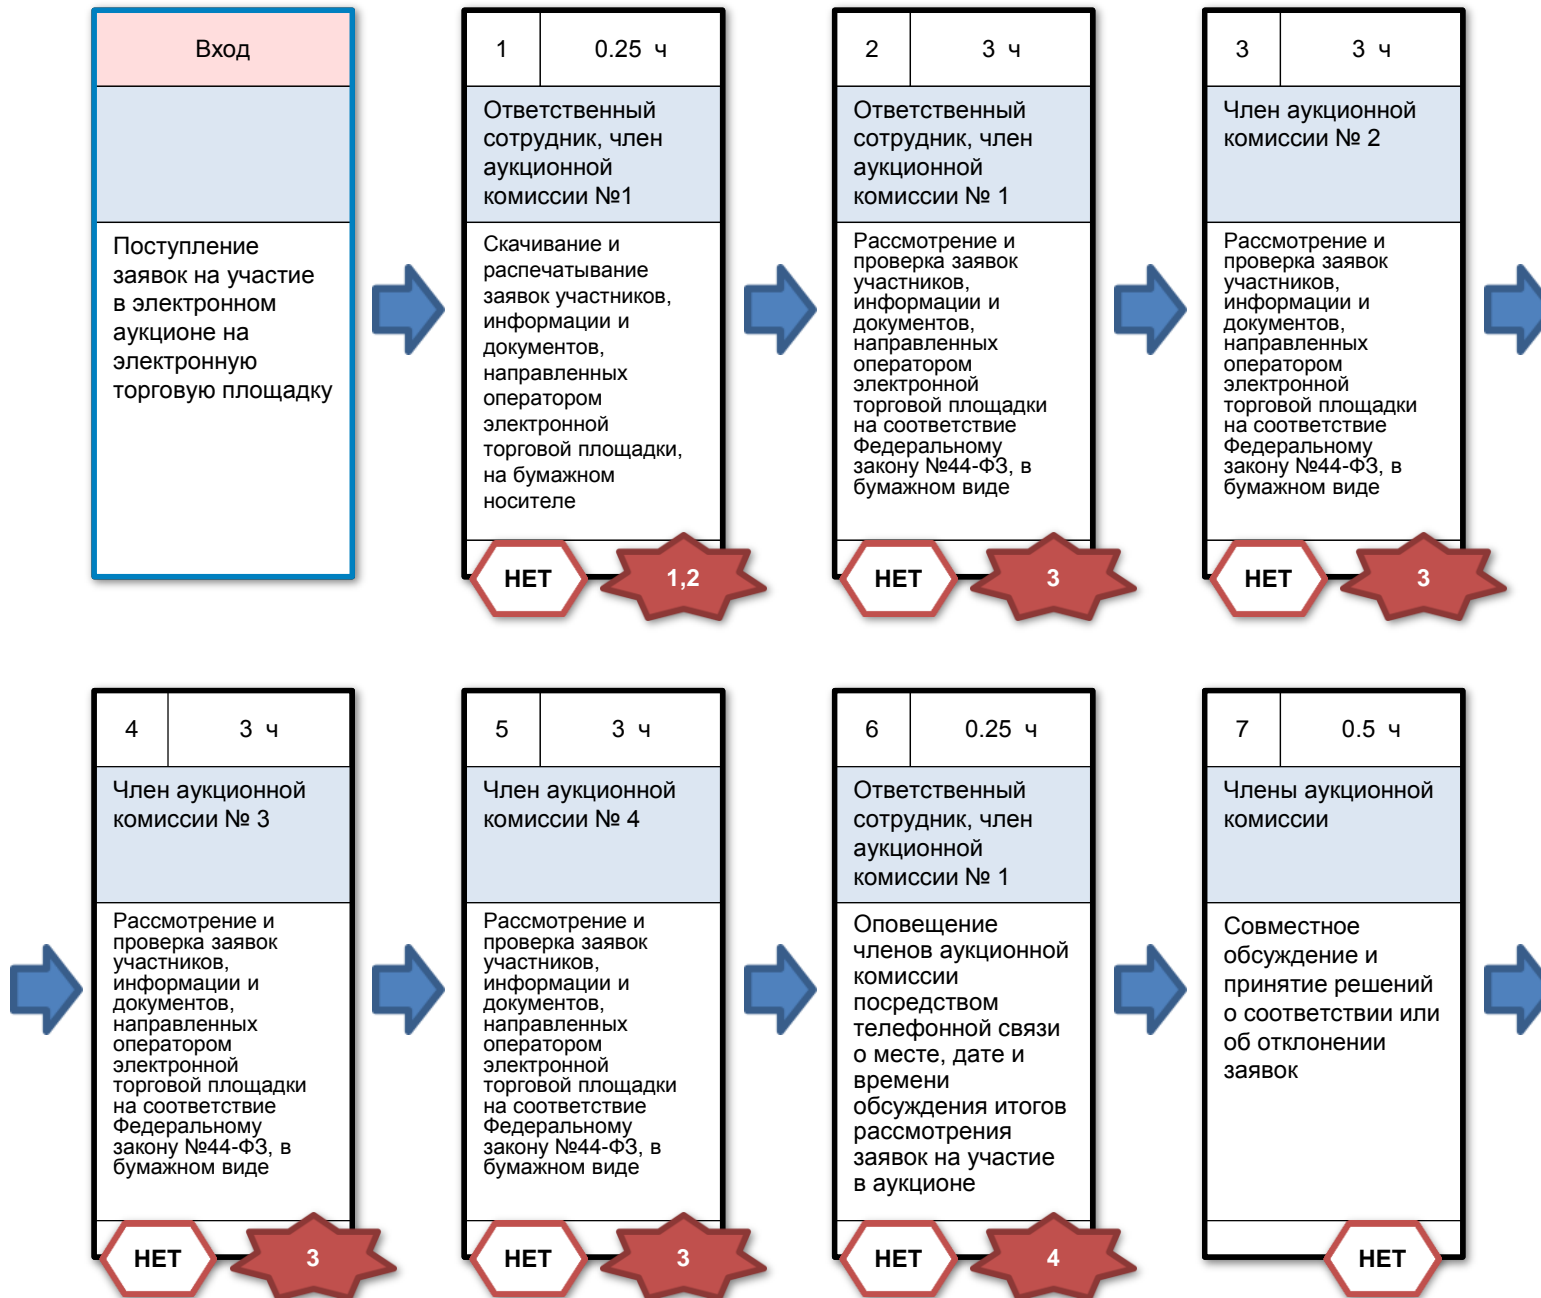 Вход
Поступление
заявок на участие
в электронном
аукционе на
электронную
торговую площадку
1
0.25 ч
Ответственный
сотрудник, член
аукционной
комиссии №1
Скачивание и
распечатывание
заявок участников,
информации и
документов,
направленных
оператором
электронной
торговой площадки,
на бумажном
носителе
НЕТ
1,2
2
3 ч
Ответственный
сотрудник, член
аукционной
комиссии № 1
Рассмотрение и
проверка заявок
участников,
информации и
документов,
направленных
оператором
электронной
торговой площадки
на соответствие
Федеральному
закону №44-ФЗ, в
бумажном виде
НЕТ
3
3
3 ч
Член аукционной
комиссии № 2
Рассмотрение и
проверка заявок
участников,
информации и
документов,
направленных
оператором
электронной
торговой площадки
на соответствие
Федеральному
закону №44-ФЗ, в
бумажном виде
НЕТ
3
4
3 ч
Член аукционной
комиссии № 3
Рассмотрение и
проверка заявок
участников,
информации и
документов,
направленных
оператором
электронной
торговой площадки
на соответствие
Федеральному
закону №44-ФЗ, в
бумажном виде
НЕТ
3
5
3 ч
Член аукционной
комиссии № 4
Рассмотрение и
проверка заявок
участников,
информации и
документов,
направленных
оператором
электронной
торговой площадки
на соответствие
Федеральному
закону №44-ФЗ, в
бумажном виде
НЕТ
3
6
0.25 ч
Ответственный
сотрудник, член
аукционной
комиссии № 1
Оповещение
членов аукционной
комиссии
посредством
телефонной связи
о месте, дате и
времени
обсуждения итогов
рассмотрения
заявок на участие
в аукционе
НЕТ
4
7
0.5 ч
Члены аукционной
комиссии
Совместное
обсуждение и
принятие решений
о соответствии или
об отклонении
заявок
НЕТ